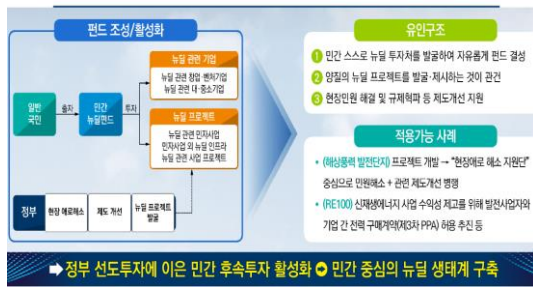 펀드 조성/활성화
일반
국민
출자
민간
뉴딜펀드
투자
뉴딜 관련 기업
뉴딜 관련 창업·벤처기업
뉴딜 관련 대·중소기업
뉴딜 프로젝트
뉴딜 관련 민자사업
민자사업 외 뉴딜 인프라
뉴딜 관련 사업 프로젝트
정부
현장 애로해소
제도 개선
뉴딜 프로젝트
발굴
유인구조
1 민간 스스로 뉴딜 투자처를 발굴하여 자유롭게 펀드 결성
2 양질의 뉴딜 프로젝트를 발굴·제시하는 것이 관건
3 현장민원 해결 및 규제혁파 등 제도개선 지원
적용가능 사례
• (해상풍력 발전단지) 프로젝트 개발 → "현장애로 해소 지원단"
중심으로 민원해소 + 관련 제도개선 병행
• (RE100) 신재생에너지 사업 수익성 제고를 위해 발전사업자와
기업 간 전력 구매계약(제3차 PPA) 허용 추진 등
➡ 정부 선도투자에 이은 민간 후속투자 활성화 ➲ 민간 중심의 뉴딜 생태계 구축